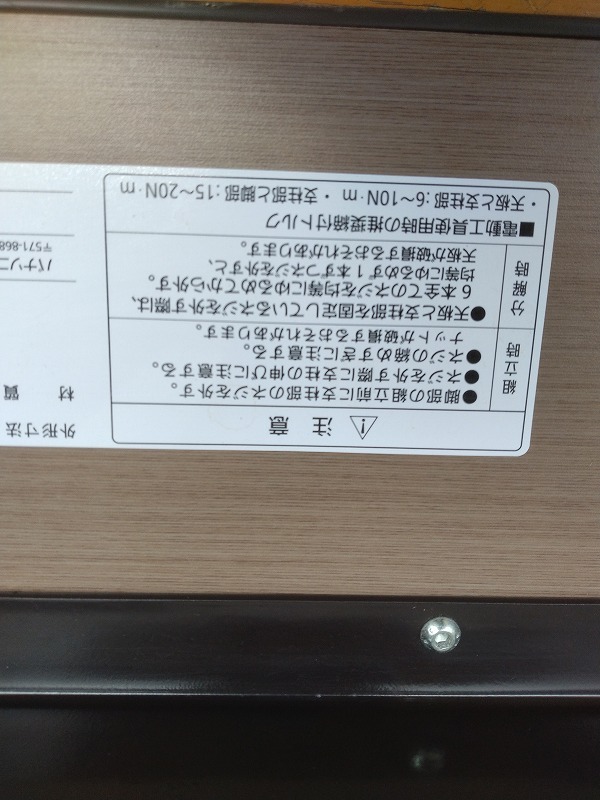 ⚠ 注 意
組立時
●脚部の組立前に支柱部のネジを外す。
●ネジを外す際に支柱の伸びに注意する。
●ネジの締めすぎに注意する。
ナットが破損するおそれがあります。
分解時
●天板と支柱部を固定しているネジを外す際は、
6本全てのネジを均等にゆるめてから外す。
均等にゆるめず1本ずつネジを外すと、
天板が破損するおそれがあります。
■電動工具使用時の推奨締付トルク
・天板と支柱部：6～10N・m ・支柱部と脚部：15～20N・m
外形寸法
材 質
パナソニ
〒571-868